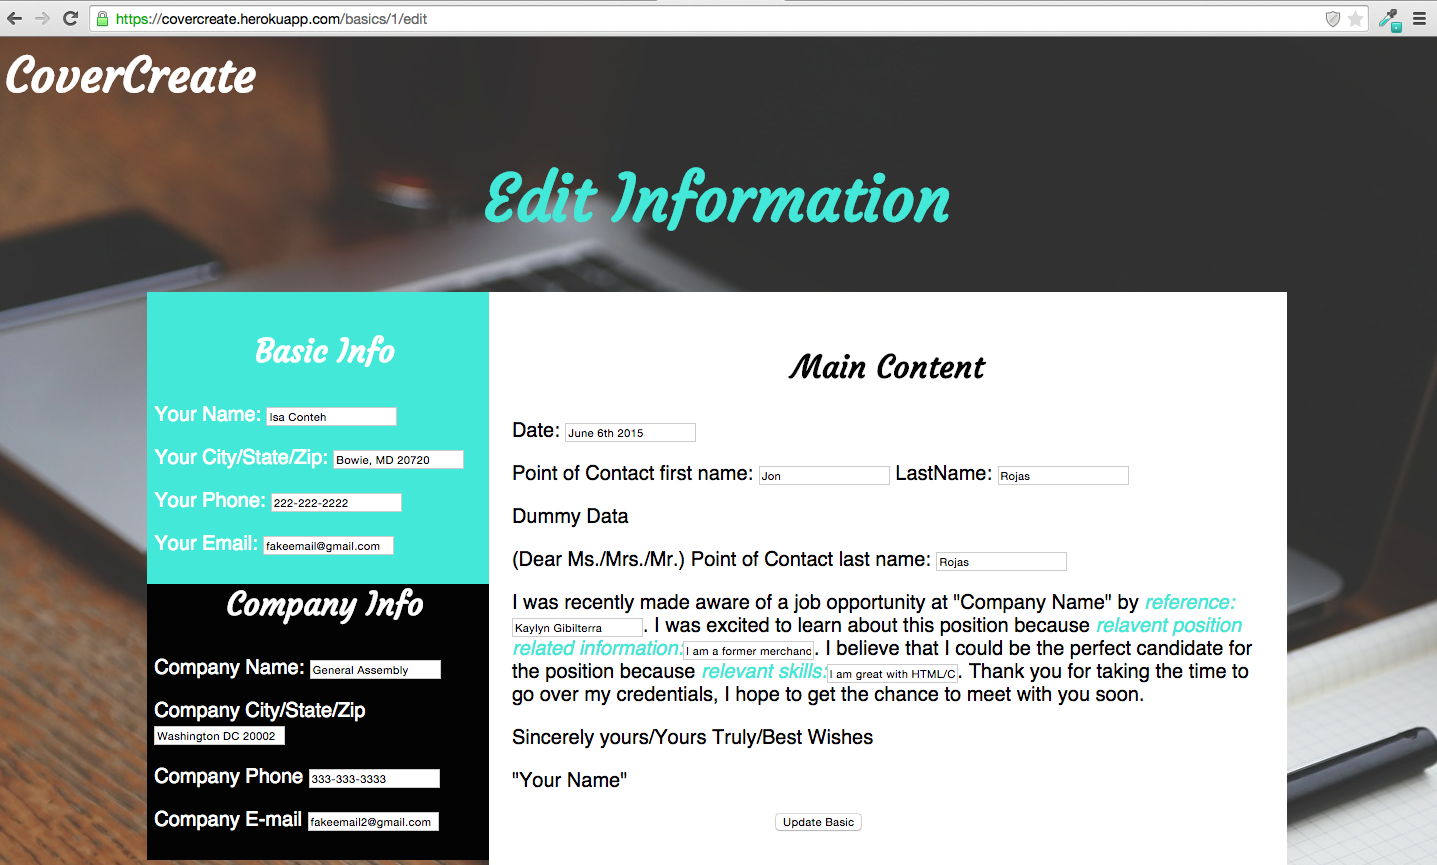 https://covercreate.herokuapp.com/basics/1/edit
CoverCreate
Edit Information
Basic Info
Your Name: Isa Conteh
Your City/State/Zip: Bowie, MD 20720
Your Phone: 222-222-2222
Your Email: fakeemail@gmail.com
Company Info
Company Name: General Assembly
Company City/State/Zip
Washington DC 20002
Company Phone 333-333-3333
Company E-mail fakeemail2@gmail.com
Main Content
Date: June 6th 2015
Point of Contact first name: Jon LastName: Rojas
Dummy Data
(Dear Ms./Mrs./Mr.) Point of Contact last name: Rojas
I was recently made aware of a job opportunity at "Company Name" by reference:
Kaylyn Gibilterra. I was excited to learn about this position because relavent position
related information: I am a former merchand. I believe that I could be the perfect candidate for
the position because relevant skills: I am great with HTML/C. Thank you for taking the time to
go over my credentials, I hope to get the chance to meet with you soon.
Sincerely yours/Yours Truly/Best Wishes
"Your Name"
Update Basic